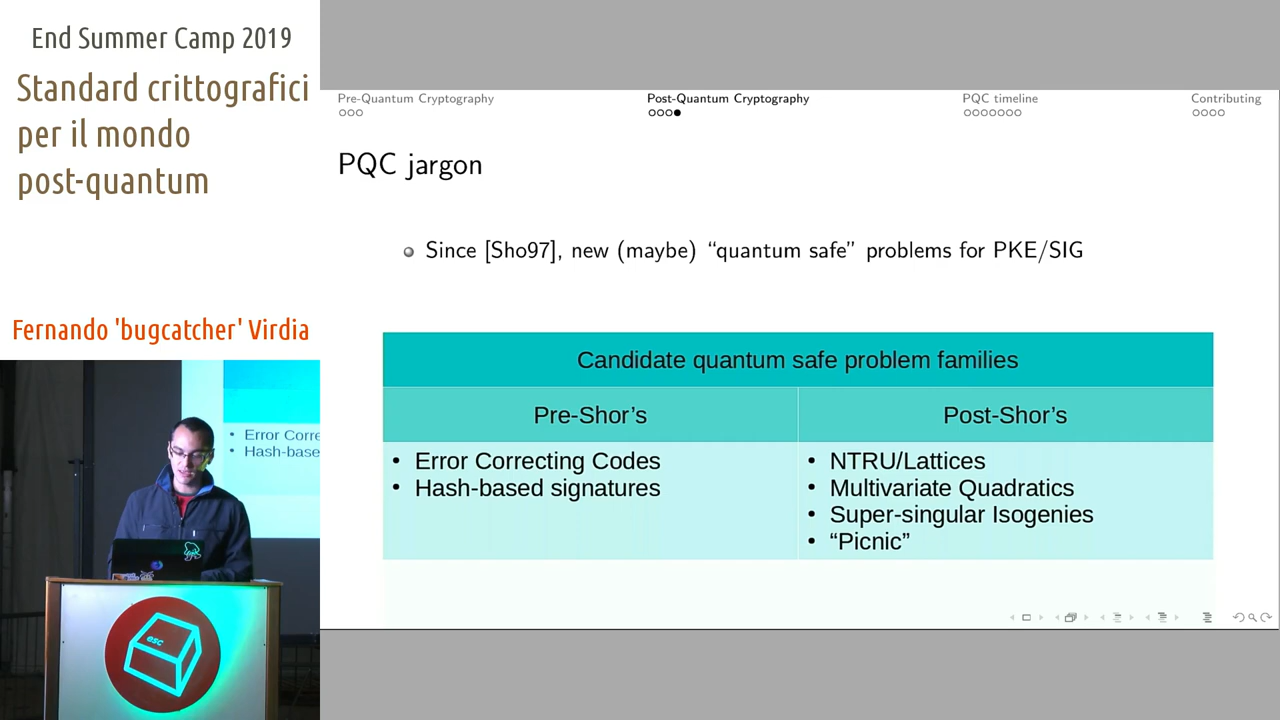 End Summer Camp 2019
Standard crittografici
per il mondo
post-quantum
Fernando 'bugcatcher' Virdia
Pre-Quantum Cryptography
Post-Quantum Cryptography
PQC timeline
Contributing
PQC jargon
Since [Sho97], new (maybe) “quantum safe” problems for PKE/SIG
Candidate quantum safe problem families
Pre-Shor’s
Post-Shor’s
• Error Correcting Codes
• Hash-based signatures
• NTRU/Lattices
• Multivariate Quadratics
• Super-singular Isogenies
• “Picnic”
• Error Corre
• Hash-base
esc